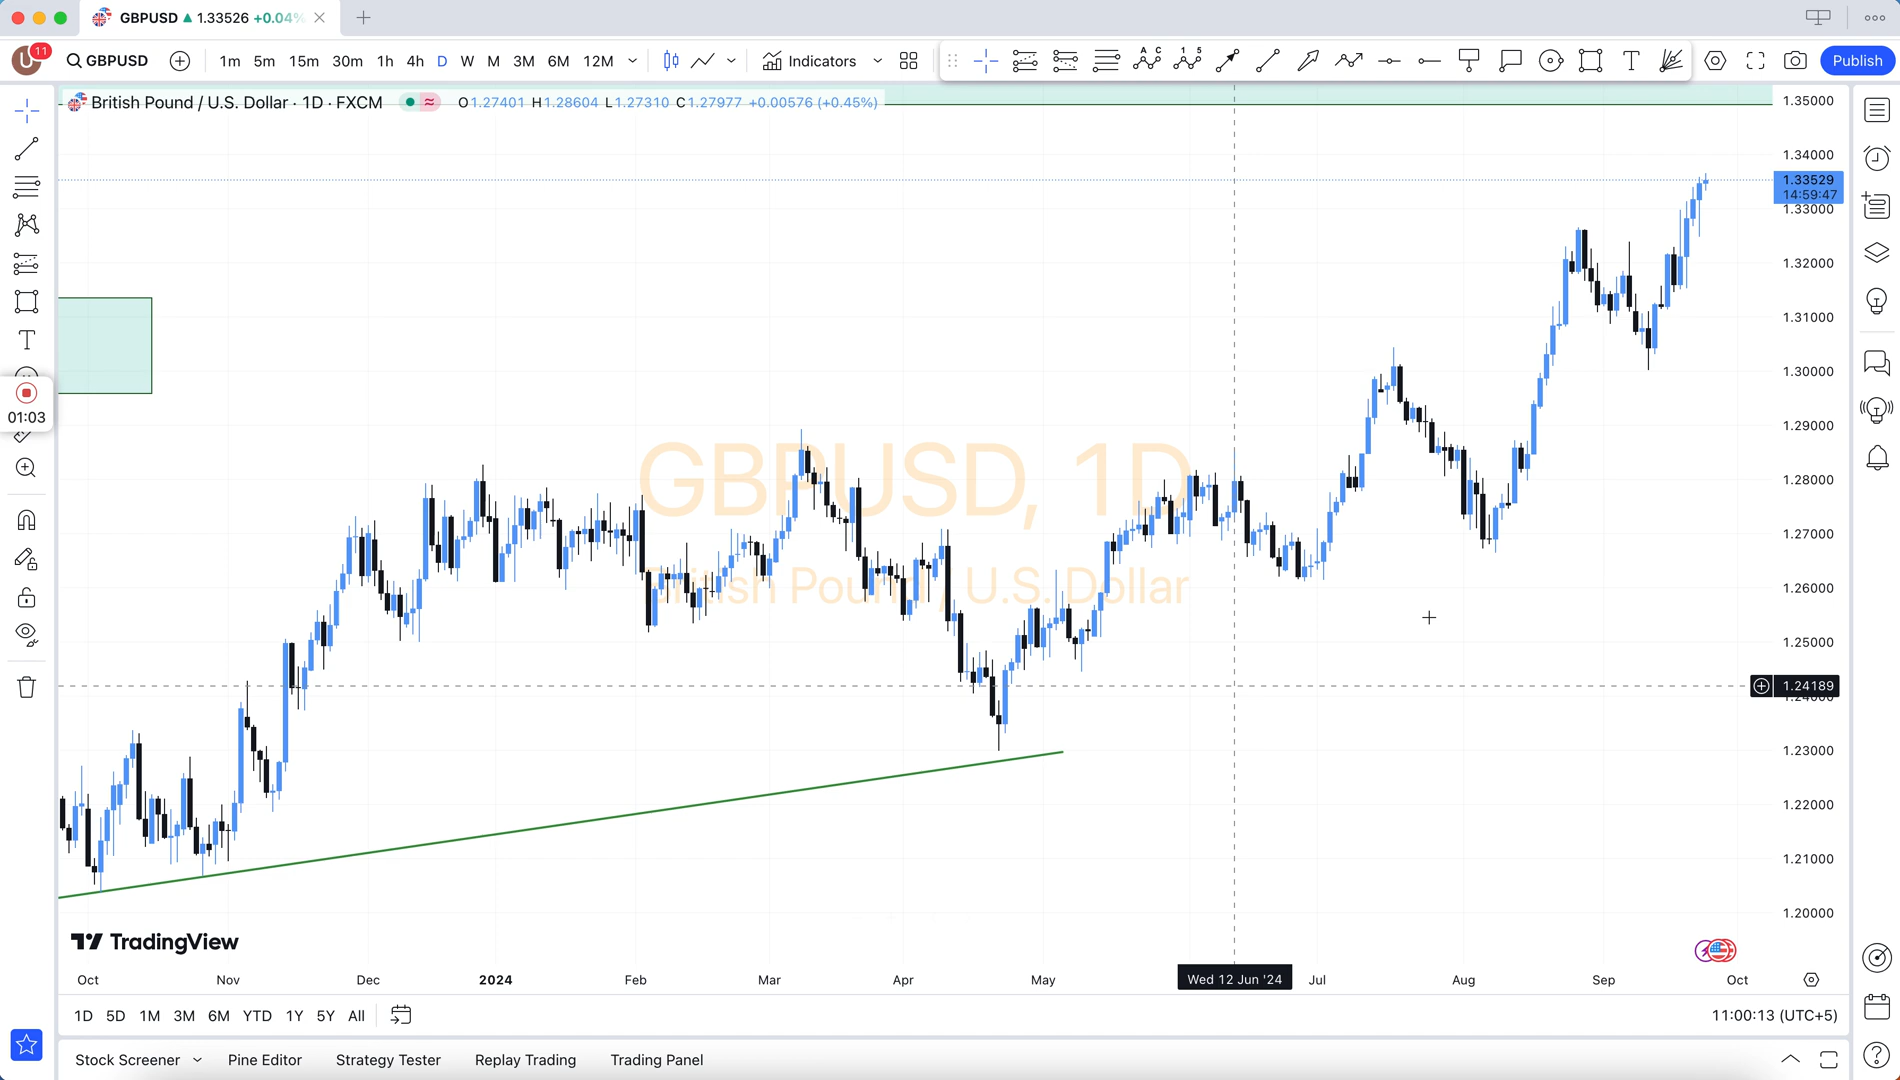 GBPUSD ▲ 1.33526 +0.04%
U 11 GBPUSD 1m 5m 15m 30m 1h 4h D W M 3M 6M 12M Indicators Publish
British Pound / U.S. Dollar · 1D · FXCM O1.27401 H1.28604 L1.27310 C1.27977 +0.00576 (+0.45%)
1.35000
1.34000
1.33529
14:59:47
1.33000
1.32000
1.31000
1.30000
1.29000
1.28000
1.27000
1.26000
1.25000
1.24189
1.24000
1.23000
1.22000
1.21000
1.20000
01:03
GBPUSD, 1D
British Pound / U.S. Dollar
TradingView
Oct Nov Dec 2024 Feb Mar Apr May Wed 12 Jun '24 Jul Aug Sep Oct
1D 5D 1M 3M 6M YTD 1Y 5Y All 11:00:13 (UTC+5)
Stock Screener Pine Editor Strategy Tester Replay Trading Trading Panel